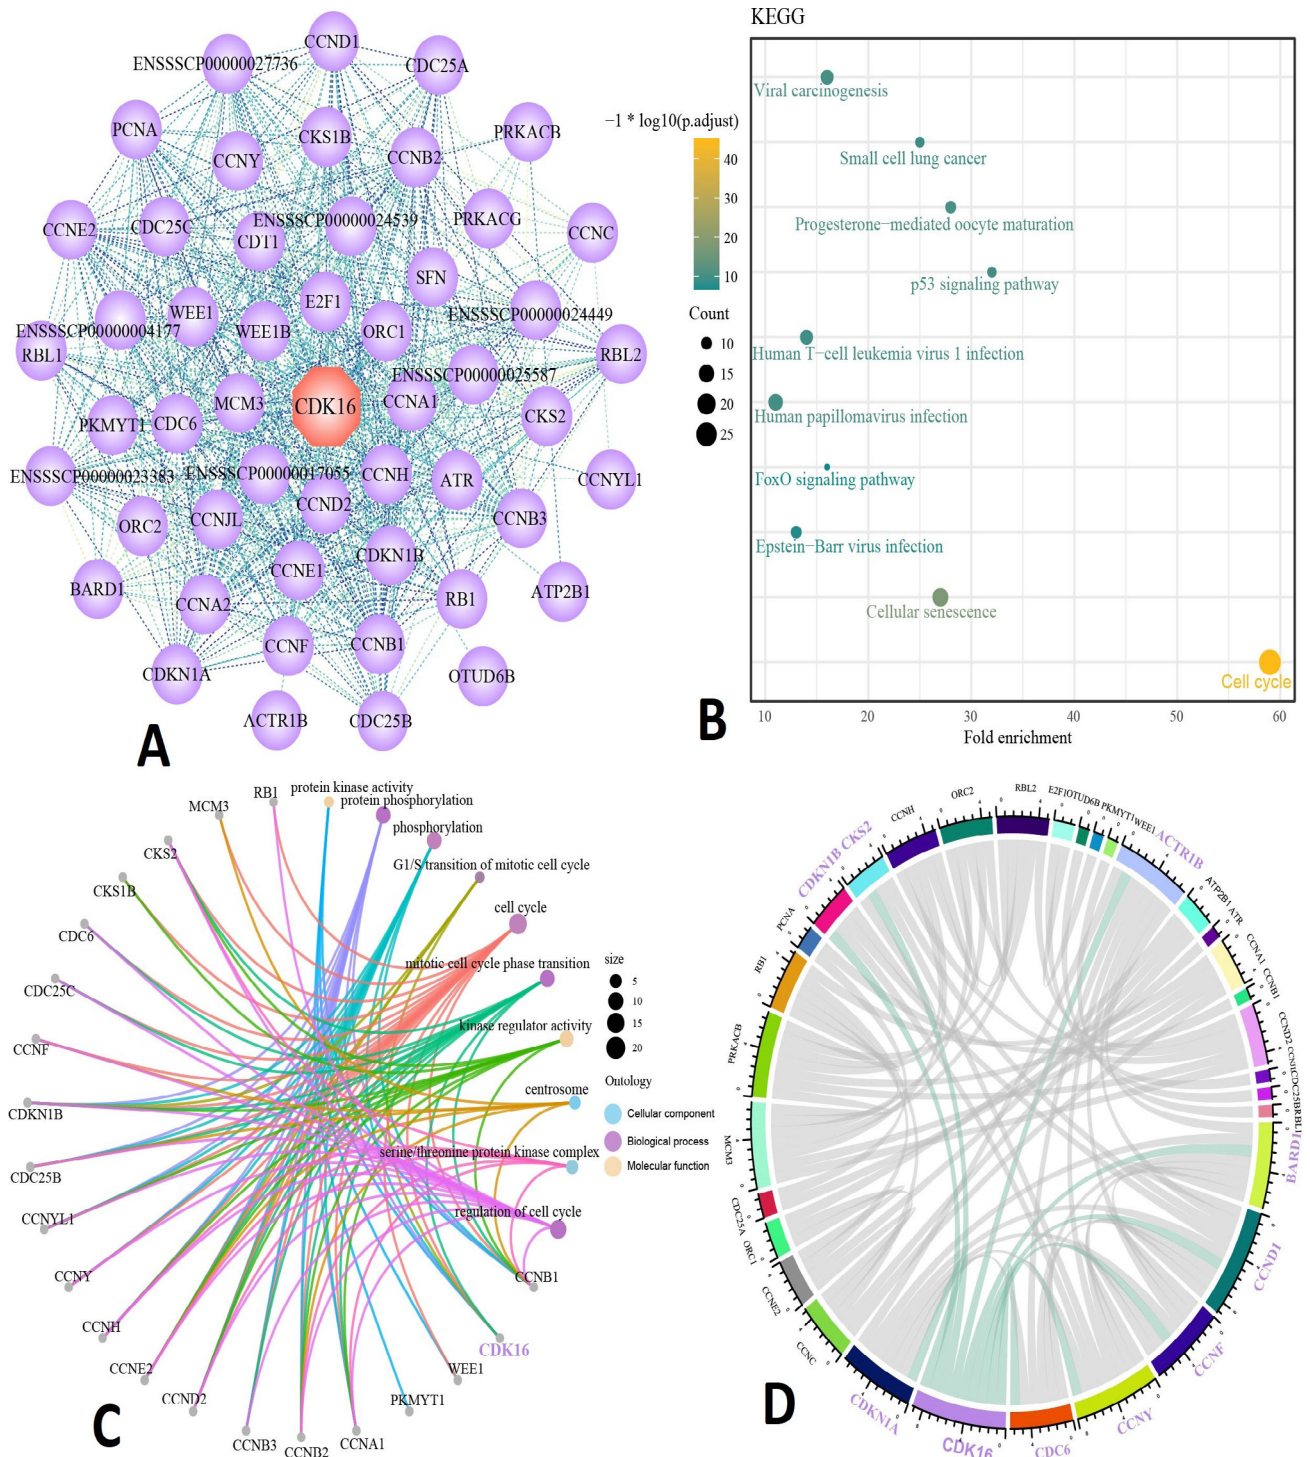 CCND1
ENSSSCP00000027736
CDC25A
PCNA
CKS1B
PRKACB
CCNY
CCNB2
CCNE2
CDC25C
ENSSSCP00000024539
PRKACG
CDT1
CCNC
SFN
E2F1
WEE1
ENSSSCP00000024449
ENSSSCP00000004177
WEE1B
ORC1
RBL1
RBL2
ENSSSCP00000025587
MCM3
CDK16
CCNA1
CKS2
PKMYT1
CDC6
ENSSSCP00000023383
ENSSSCP00000017055
CCNH
ATR
CCNYL1
CCND2
ORC2
CCNJL
CCNB3
CDKN1B
CCNE1
BARD1
CCNA2
RB1
ATP2B1
CCNF
CCNB1
CDKN1A
OTUD6B
ACTR1B
CDC25B
A
−1 * log10(p.adjust)
40
30
20
10
Count
10
15
20
25
KEGG
Viral carcinogenesis
Small cell lung cancer
Progesterone−mediated oocyte maturation
p53 signaling pathway
Human T−cell leukemia virus 1 infection
Human papillomavirus infection
FoxO signaling pathway
Epstein−Barr virus infection
Cellular senescence
Cell cycle
10 20 30 40 50 60
Fold enrichment
B
RB1
MCM3
CKS2
CKS1B
CDC6
CDC25C
CCNF
CDKN1B
CDC25B
CCNYL1
CCNY
CCNH
CCNE2
CCND2
CCNB3
CCNB2
CCNA1
PKMYT1
WEE1
CDK16
CCNB1
protein kinase activity
protein phosphorylation
phosphorylation
G1/S transition of mitotic cell cycle
cell cycle
mitotic cell cycle phase transition
kinase regulator activity
centrosome
serine/threonine protein kinase complex
regulation of cell cycle
size
5
10
15
20
Ontology
Cellular component
Biological process
Molecular function
C
CDKN1B
CKS2
CCNH
ORC2
RBL2
E2F1
OTUD6B
PKMYT1
WEE1
ACTR1B
ATP2B1
ATR
CCNA1
CCNB1
CCND2
CDC25B
RBL1
BARD1
CCND1
CCNF
CCNY
CDC6
CDK16
CDKN1A
CCNC
CCNE2
ORC1
CDC25A
MCM3
PRKACB
RB1
PCNA
D